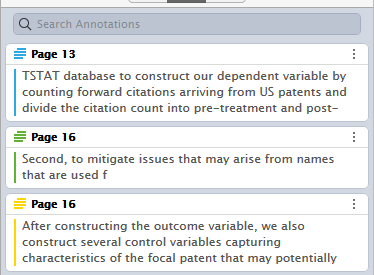 Search Annotations
Page 13
TSTAT database to construct our dependent variable by
counting forward citations arriving from US patents and
divide the citation count into pre-treatment and post-
Page 16
Second, to mitigate issues that may arise from names
that are used f
Page 16
After constructing the outcome variable, we also
construct several control variables capturing
characteristics of the focal patent that may potentially